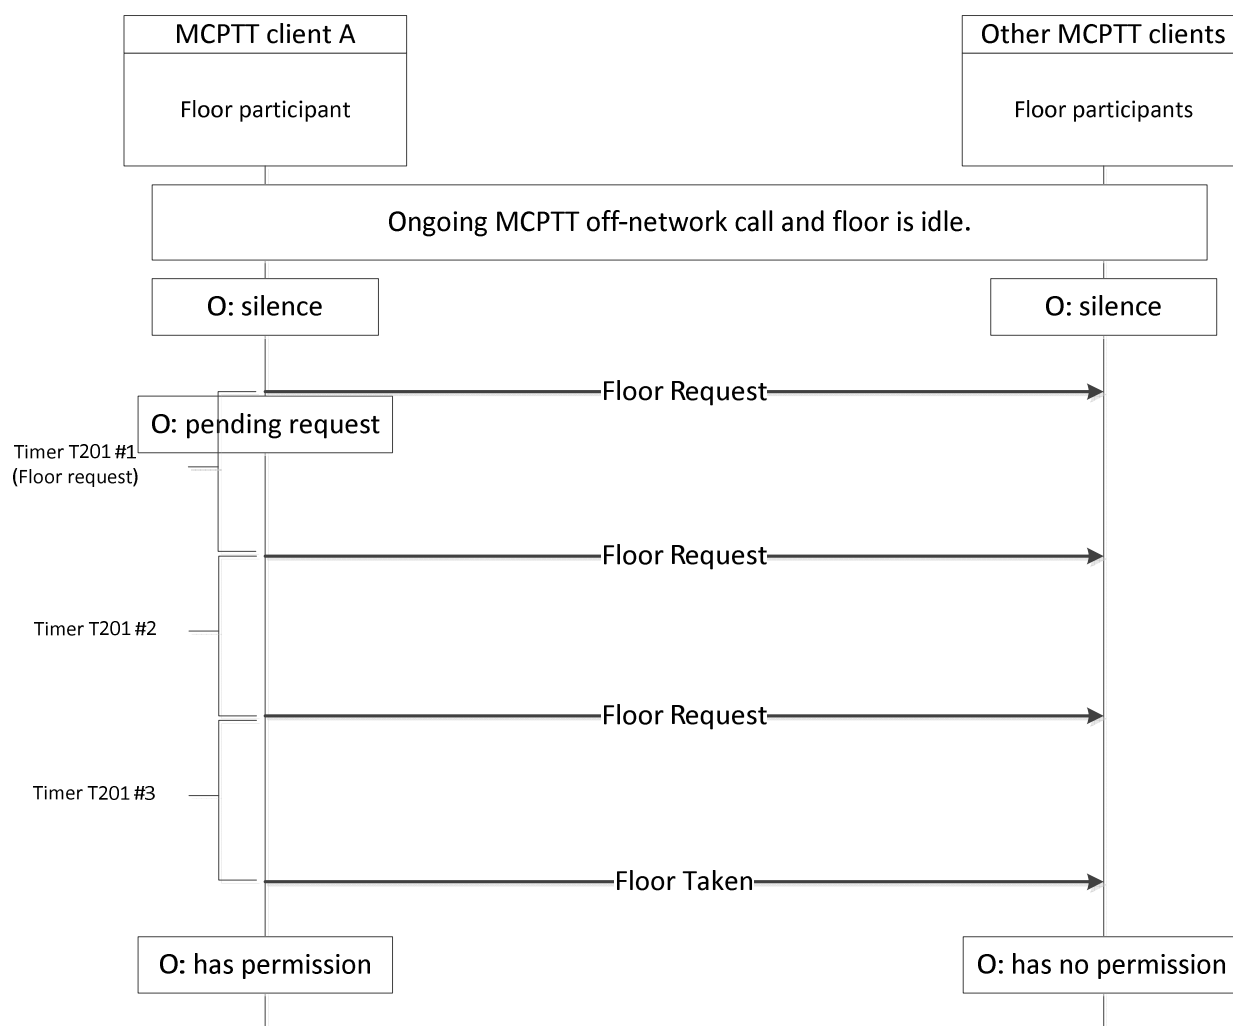 MCPTT client A
Other MCPTT clients
Floor participant
Floor participants
Ongoing MCPTT off-network call and floor is idle.
O: silence
O: silence
Floor Request
O: pending request
Timer T201 #1
(Floor request)
Floor Request
Timer T201 #2
Floor Request
Timer T201 #3
Floor Taken
O: has permission
O: has no permission